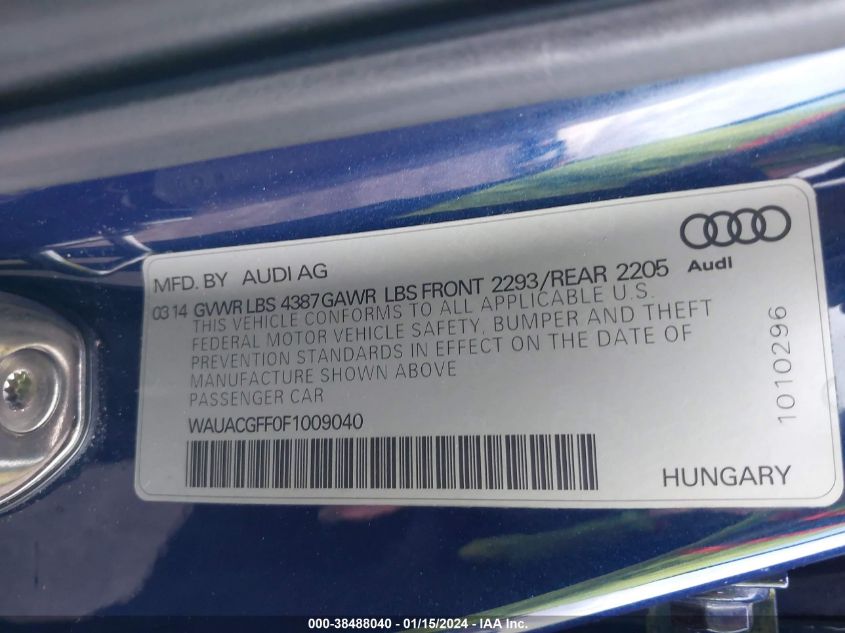 MFD. BY AUDI AG
Audi
0314 GVWR LBS 4387 GAWR LBS FRONT 2293/REAR 2205
THIS VEHICLE CONFORMS TO ALL APPLICABLE U.S.
FEDERAL MOTOR VEHICLE SAFETY, BUMPER AND THEFT
PREVENTION STANDARDS IN EFFECT ON THE DATE OF
MANUFACTURE SHOWN ABOVE
PASSENGER CAR
WAUACGFF0F1009040
1010296
HUNGARY
000-38488040 - 01/15/2024 - IAA Inc.